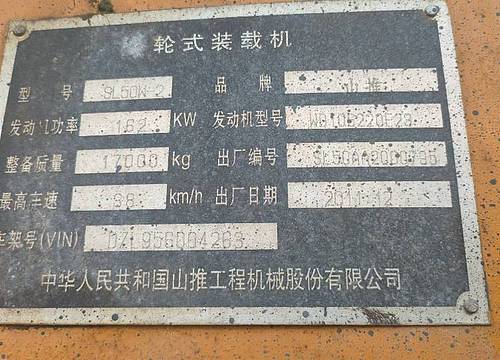 轮式装载机
型 号 SL50W-2 品 牌 山推
发动机功率 162 KW 发动机型号
整备质量 17000 kg 出厂编号
最高车速 38 km/h 出厂日期 2011.12
车架号(VIN)
中华人民共和国山推工程机械股份有限公司